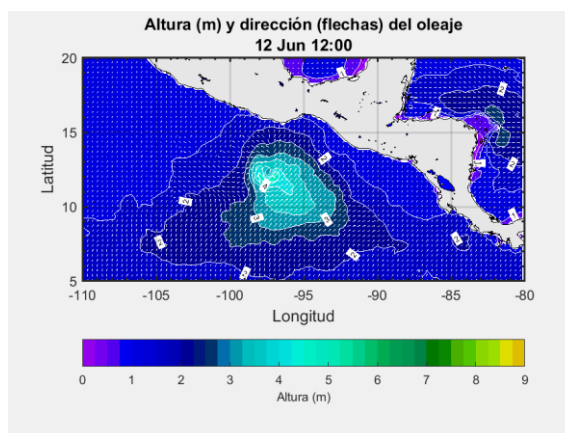 Altura (m) y dirección (flechas) del oleaje
12 Jun 12:00
20
15
10
5
Latitud
-110 -105 -100 -95 -90 -85 -80
Longitud
0 1 2 3 4 5 6 7 8 9
Altura (m)